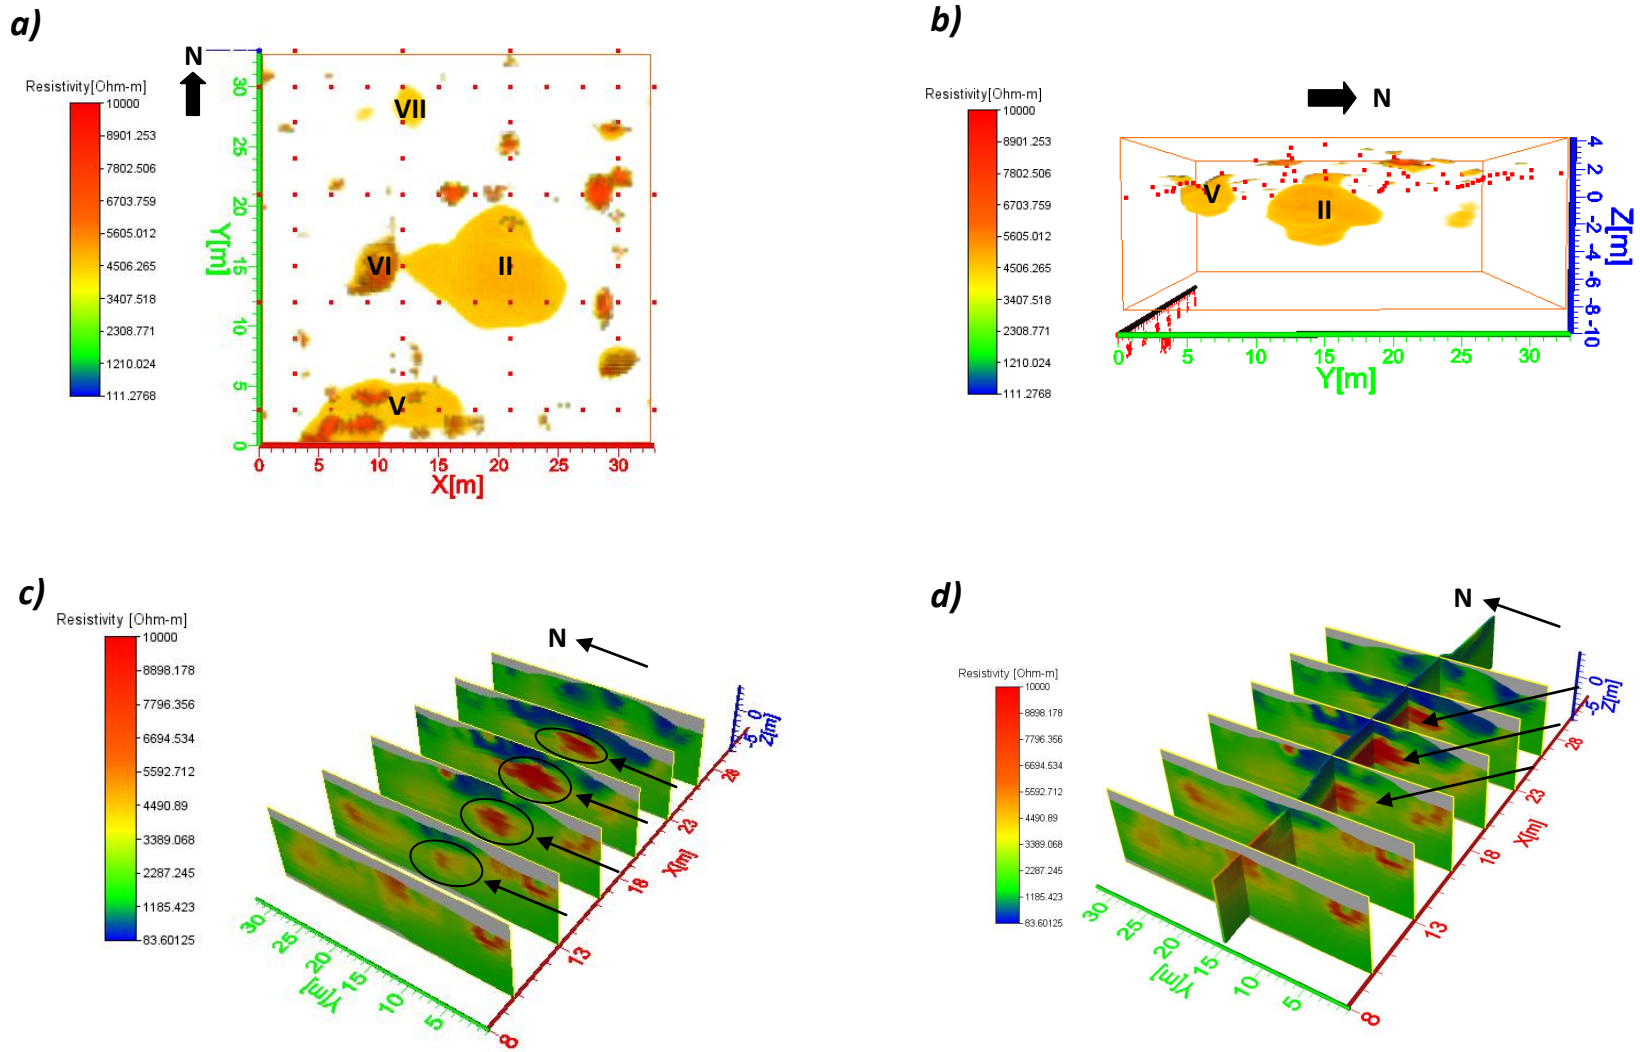 a)
N
Resistivity[Ohm-m]
10000
8901.253
7802.506
6703.759
5605.012
4506.265
3407.518
2308.771
1210.024
111.2768
30
25
20
15
10
5
0
Y[m]
VII
VI
II
V
0 5 10 15 20 25 30
X[m]
b)
N
Resistivity[Ohm-m]
10000
8901.253
7802.506
6703.759
5605.012
4506.265
3407.518
2308.771
1210.024
111.2768
V
II
4
2
0
-2
-4
-6
-8
-10
Z[m]
0 5 10 15 20 25 30
Y[m]
c)
N
Resistivity [Ohm-m]
10000
8898.178
7796.356
6694.534
5592.712
4490.89
3389.068
2287.245
1185.423
83.60125
0
-5
Z[m]
28
23
18
13
8
X[m]
30
25
20
15
10
5
Y[m]
d)
N
Resistivity [Ohm-m]
10000
8898.178
7796.356
6694.534
5592.712
4490.89
3389.068
2287.245
1185.423
83.60125
0
-5
Z[m]
28
23
18
13
8
X[m]
30
25
20
15
10
5
Y[m]